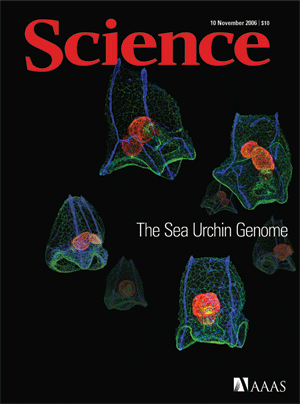 10 November 2006 | $10
Science
The Sea Urchin Genome
AAAS